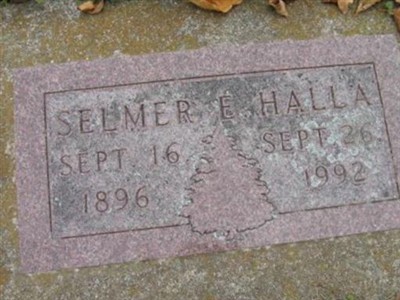 SELMER E. HALLA
SEPT. 16 SEPT. 26
1896 1992